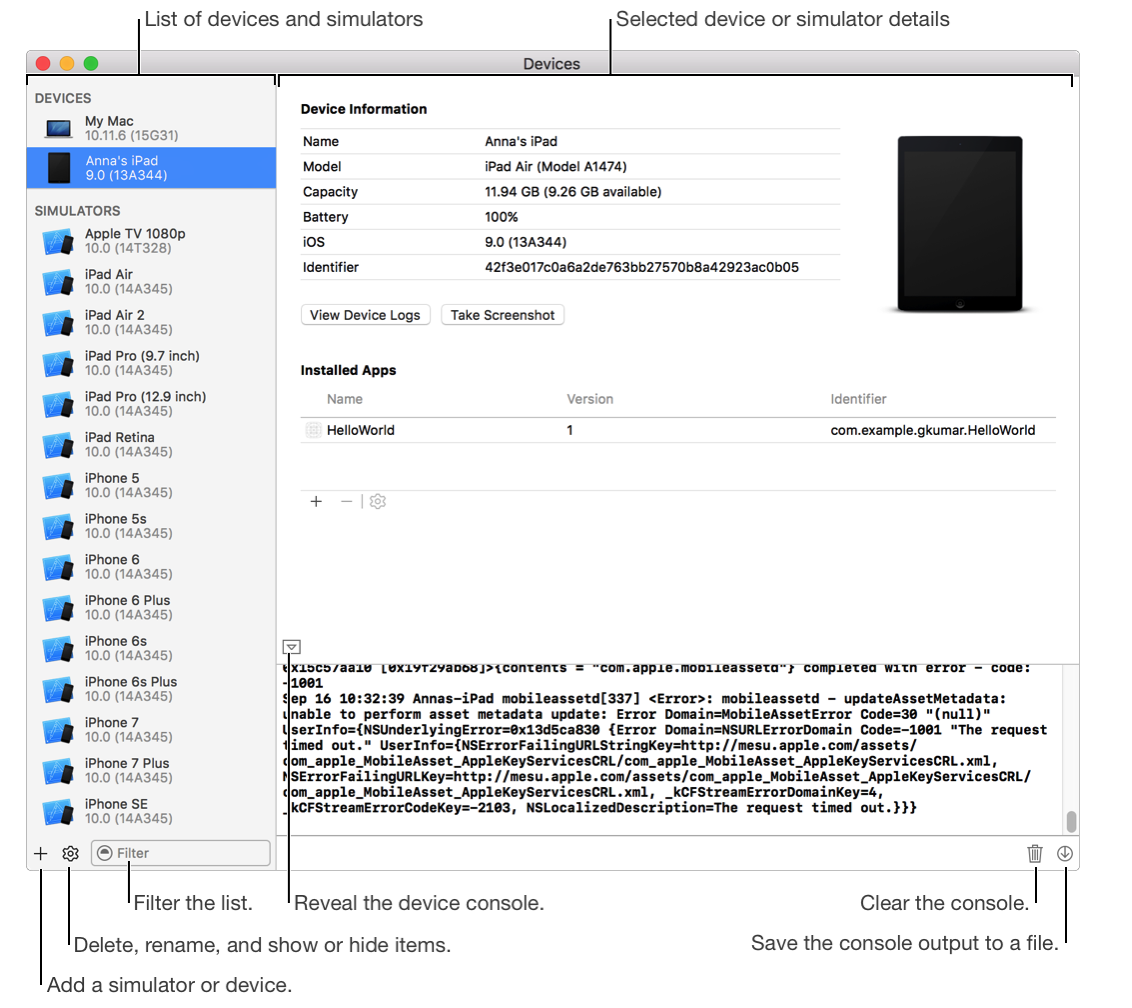 List of devices and simulators
Selected device or simulator details
Devices
DEVICES
My Mac
10.11.6 (15G31)
Anna's iPad
9.0 (13A344)
SIMULATORS
Apple TV 1080p
10.0 (14T328)
iPad Air
10.0 (14A345)
iPad Air 2
10.0 (14A345)
iPad Pro (9.7 inch)
10.0 (14A345)
iPad Pro (12.9 inch)
10.0 (14A345)
iPad Retina
10.0 (14A345)
iPhone 5
10.0 (14A345)
iPhone 5s
10.0 (14A345)
iPhone 6
10.0 (14A345)
iPhone 6 Plus
10.0 (14A345)
iPhone 6s
10.0 (14A345)
iPhone 6s Plus
10.0 (14A345)
iPhone 7
10.0 (14A345)
iPhone 7 Plus
10.0 (14A345)
iPhone SE
10.0 (14A345)
Filter
Device Information
Name Anna's iPad
Model iPad Air (Model A1474)
Capacity 11.94 GB (9.26 GB available)
Battery 100%
iOS 9.0 (13A344)
Identifier 42f3e017c0a6a2de763bb27570b8a42923ac0b05
View Device Logs Take Screenshot
Installed Apps
Name Version Identifier
HelloWorld 1 com.example.gkumar.HelloWorld
0x15c57aa10 [0x19f29ab68]>{contents = "com.apple.mobileassetd"} completed with error - code:
-1001
Sep 16 10:32:39 Annas-iPad mobileassetd[337] <Error>: mobileassetd - updateAssetMetadata:
unable to perform asset metadata update: Error Domain=MobileAssetError Code=30 "(null)"
UserInfo={NSUnderlyingError=0x13d5ca830 {Error Domain=NSURLErrorDomain Code=-1001 "The request
timed out." UserInfo={NSErrorFailingURLStringKey=http://mesu.apple.com/assets/
com_apple_MobileAsset_AppleKeyServicesCRL/com_apple_MobileAsset_AppleKeyServicesCRL.xml,
NSErrorFailingURLKey=http://mesu.apple.com/assets/com_apple_MobileAsset_AppleKeyServicesCRL/
com_apple_MobileAsset_AppleKeyServicesCRL.xml, _kCFStreamErrorDomainKey=4,
_kCFStreamErrorCodeKey=-2103, NSLocalizedDescription=The request timed out.}}}
Filter the list.
Reveal the device console.
Clear the console.
Delete, rename, and show or hide items.
Save the console output to a file.
Add a simulator or device.